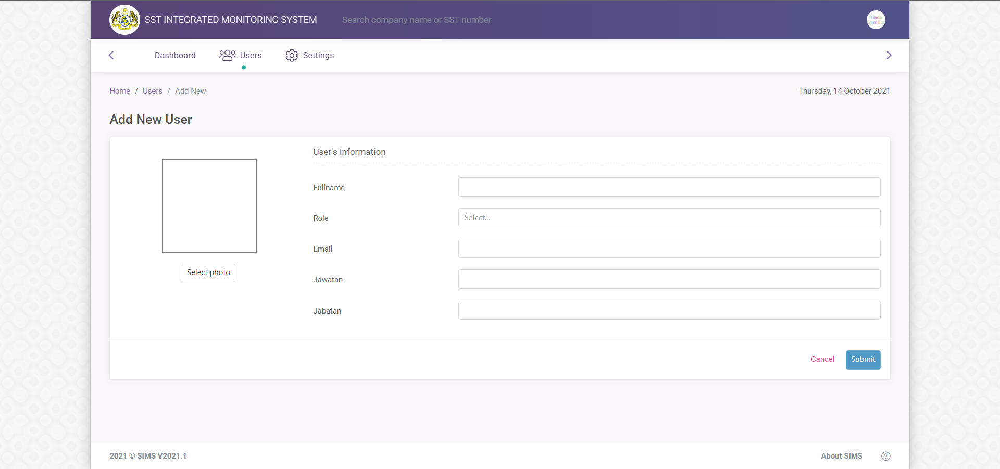 SST INTEGRATED MONITORING SYSTEM
Search company name or SST number
Tiada
Gambar
Dashboard
Users
Settings
Home / Users / Add New
Thursday, 14 October 2021
Add New User
User's Information
Fullname
Role
Select...
Email
Jawatan
Jabatan
Select photo
Cancel
Submit
2021 © SIMS V2021.1
About SIMS
?